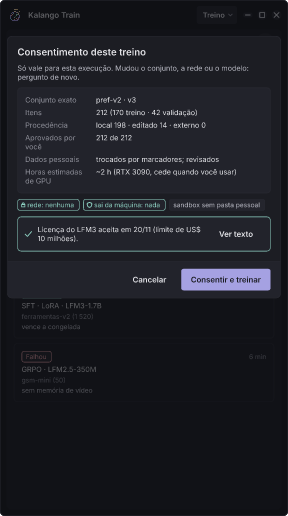 Kalango Train
Treino
Consentimento deste treino
Só vale para esta execução. Mudou o conjunto, a rede ou o modelo:
pergunto de novo.
Conjunto exato pref-v2 · v3
Itens 212 (170 treino · 42 validação)
Procedência local 198 · editado 14 · externo 0
Aprovados por 212 de 212
você
Dados pessoais trocados por marcadores; revisados
Horas estimadas ~2 h (RTX 3090, cede quando você usar)
de GPU
rede: nenhuma sai da máquina: nada sandbox sem pasta pessoal
Licença do LFM3 aceita em 20/11 (limite de US$ Ver texto
10 milhões).
Cancelar Consentir e treinar
SFT · LoRA · LFM3-1.7B
ferramentas-v2 (1 520)
vence a congelada
Falhou 6 min
GRPO · LFM2.5-350M
gem-mini (50)
sem memória de vídeo